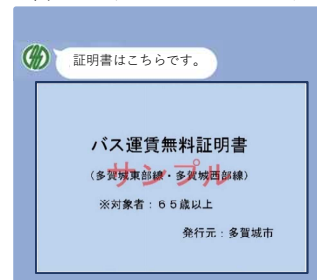 証明書はこちらです。
バス運賃無料証明書
(多賀城東部線・多賀城西部線)
サンプル
※対象者：65歳以上
発行元：多賀城市